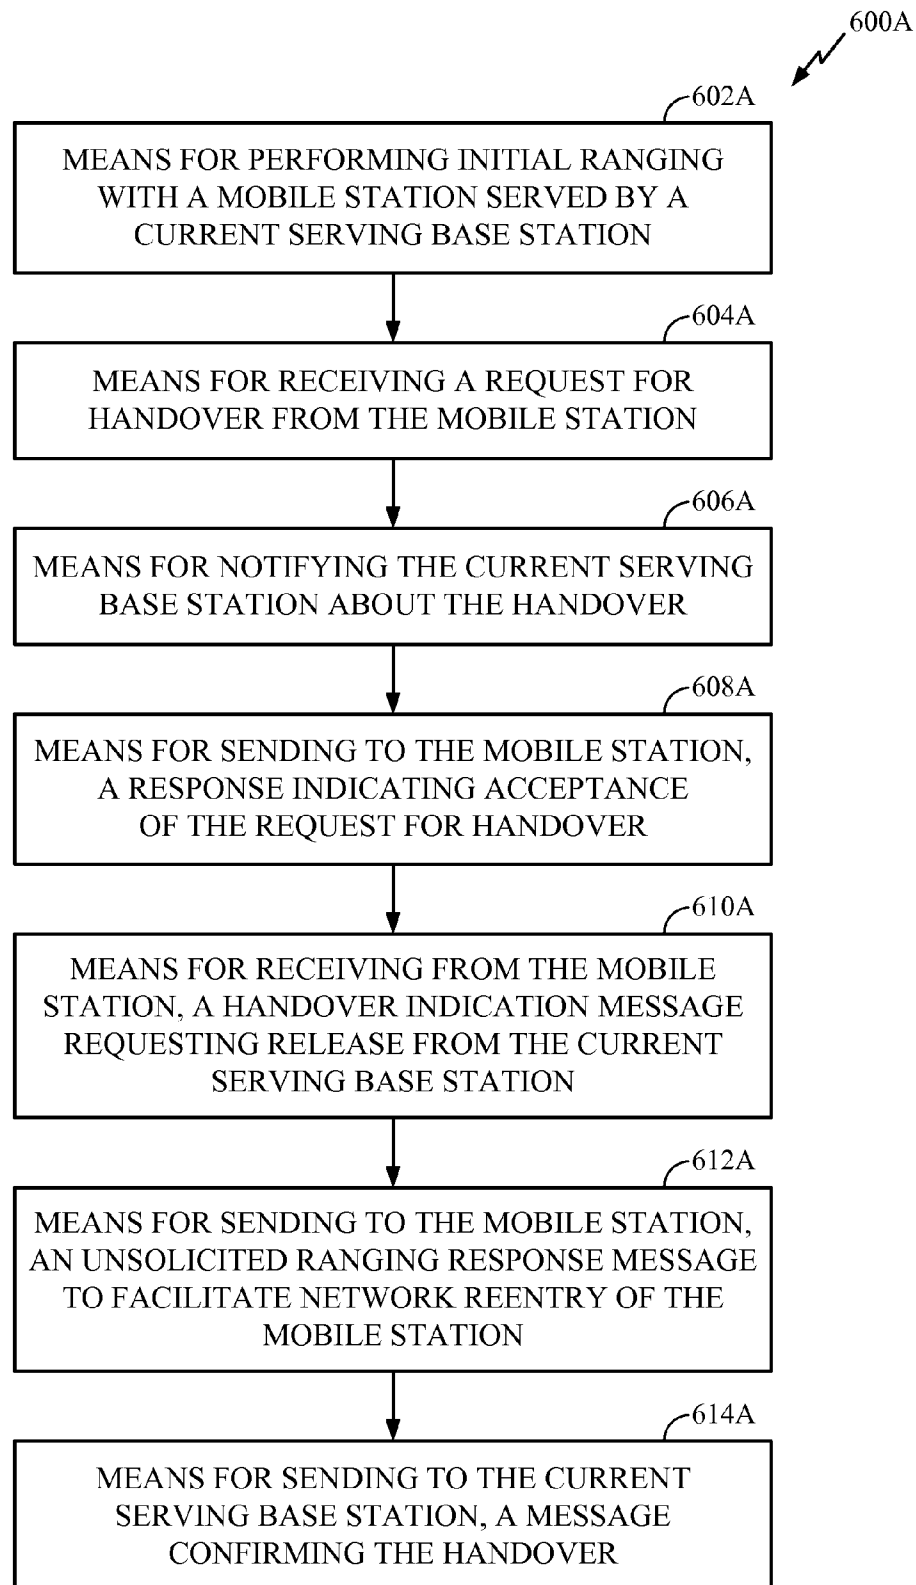 600A
602A
MEANS FOR PERFORMING INITIAL RANGING
WITH A MOBILE STATION SERVED BY A
CURRENT SERVING BASE STATION
604A
MEANS FOR RECEIVING A REQUEST FOR
HANDOVER FROM THE MOBILE STATION
606A
MEANS FOR NOTIFYING THE CURRENT SERVING
BASE STATION ABOUT THE HANDOVER
608A
MEANS FOR SENDING TO THE MOBILE STATION,
A RESPONSE INDICATING ACCEPTANCE
OF THE REQUEST FOR HANDOVER
610A
MEANS FOR RECEIVING FROM THE MOBILE
STATION, A HANDOVER INDICATION MESSAGE
REQUESTING RELEASE FROM THE CURRENT
SERVING BASE STATION
612A
MEANS FOR SENDING TO THE MOBILE STATION,
AN UNSOLICITED RANGING RESPONSE MESSAGE
TO FACILITATE NETWORK REENTRY OF THE
MOBILE STATION
614A
MEANS FOR SENDING TO THE CURRENT
SERVING BASE STATION, A MESSAGE
CONFIRMING THE HANDOVER